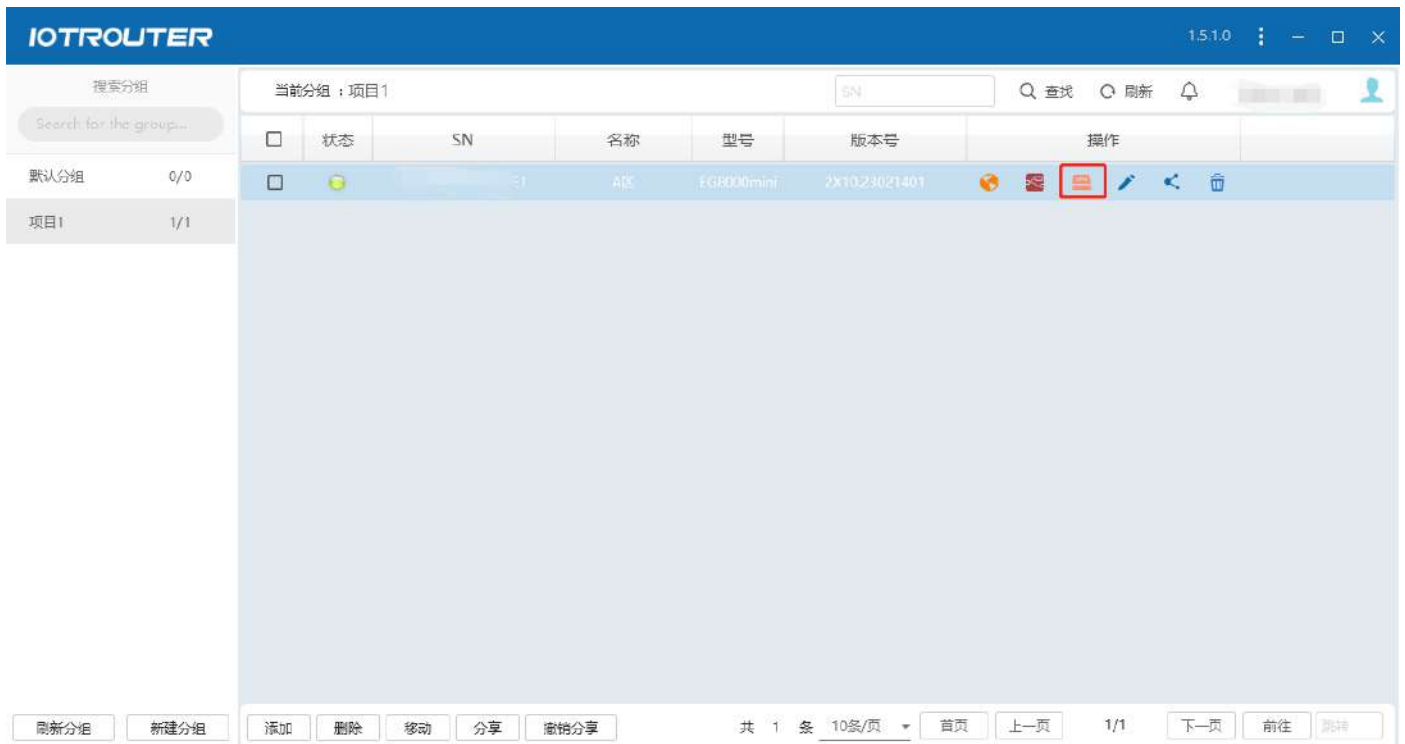 IOTROUTER
1.5.1.0
搜索分组
Search for the group...
默认分组 0/0
项目1 1/1
刷新分组 新建分组
当前分组：项目1 SN 查找 刷新
状态 SN 名称 型号 版本号 操作
E1 EG8000mini 2X10.23021401
添加 删除 移动 分享 撤销分享 共 1 条 10条/页 首页 上一页 1/1 下一页 前往 跳转